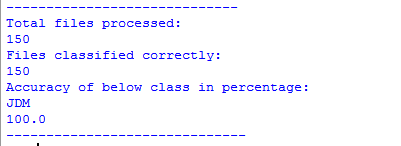 -----------------------------
Total files processed:
150
Files classified correctly:
150
Accuracy of below class in percentage:
JDM
100.0
------------------------------